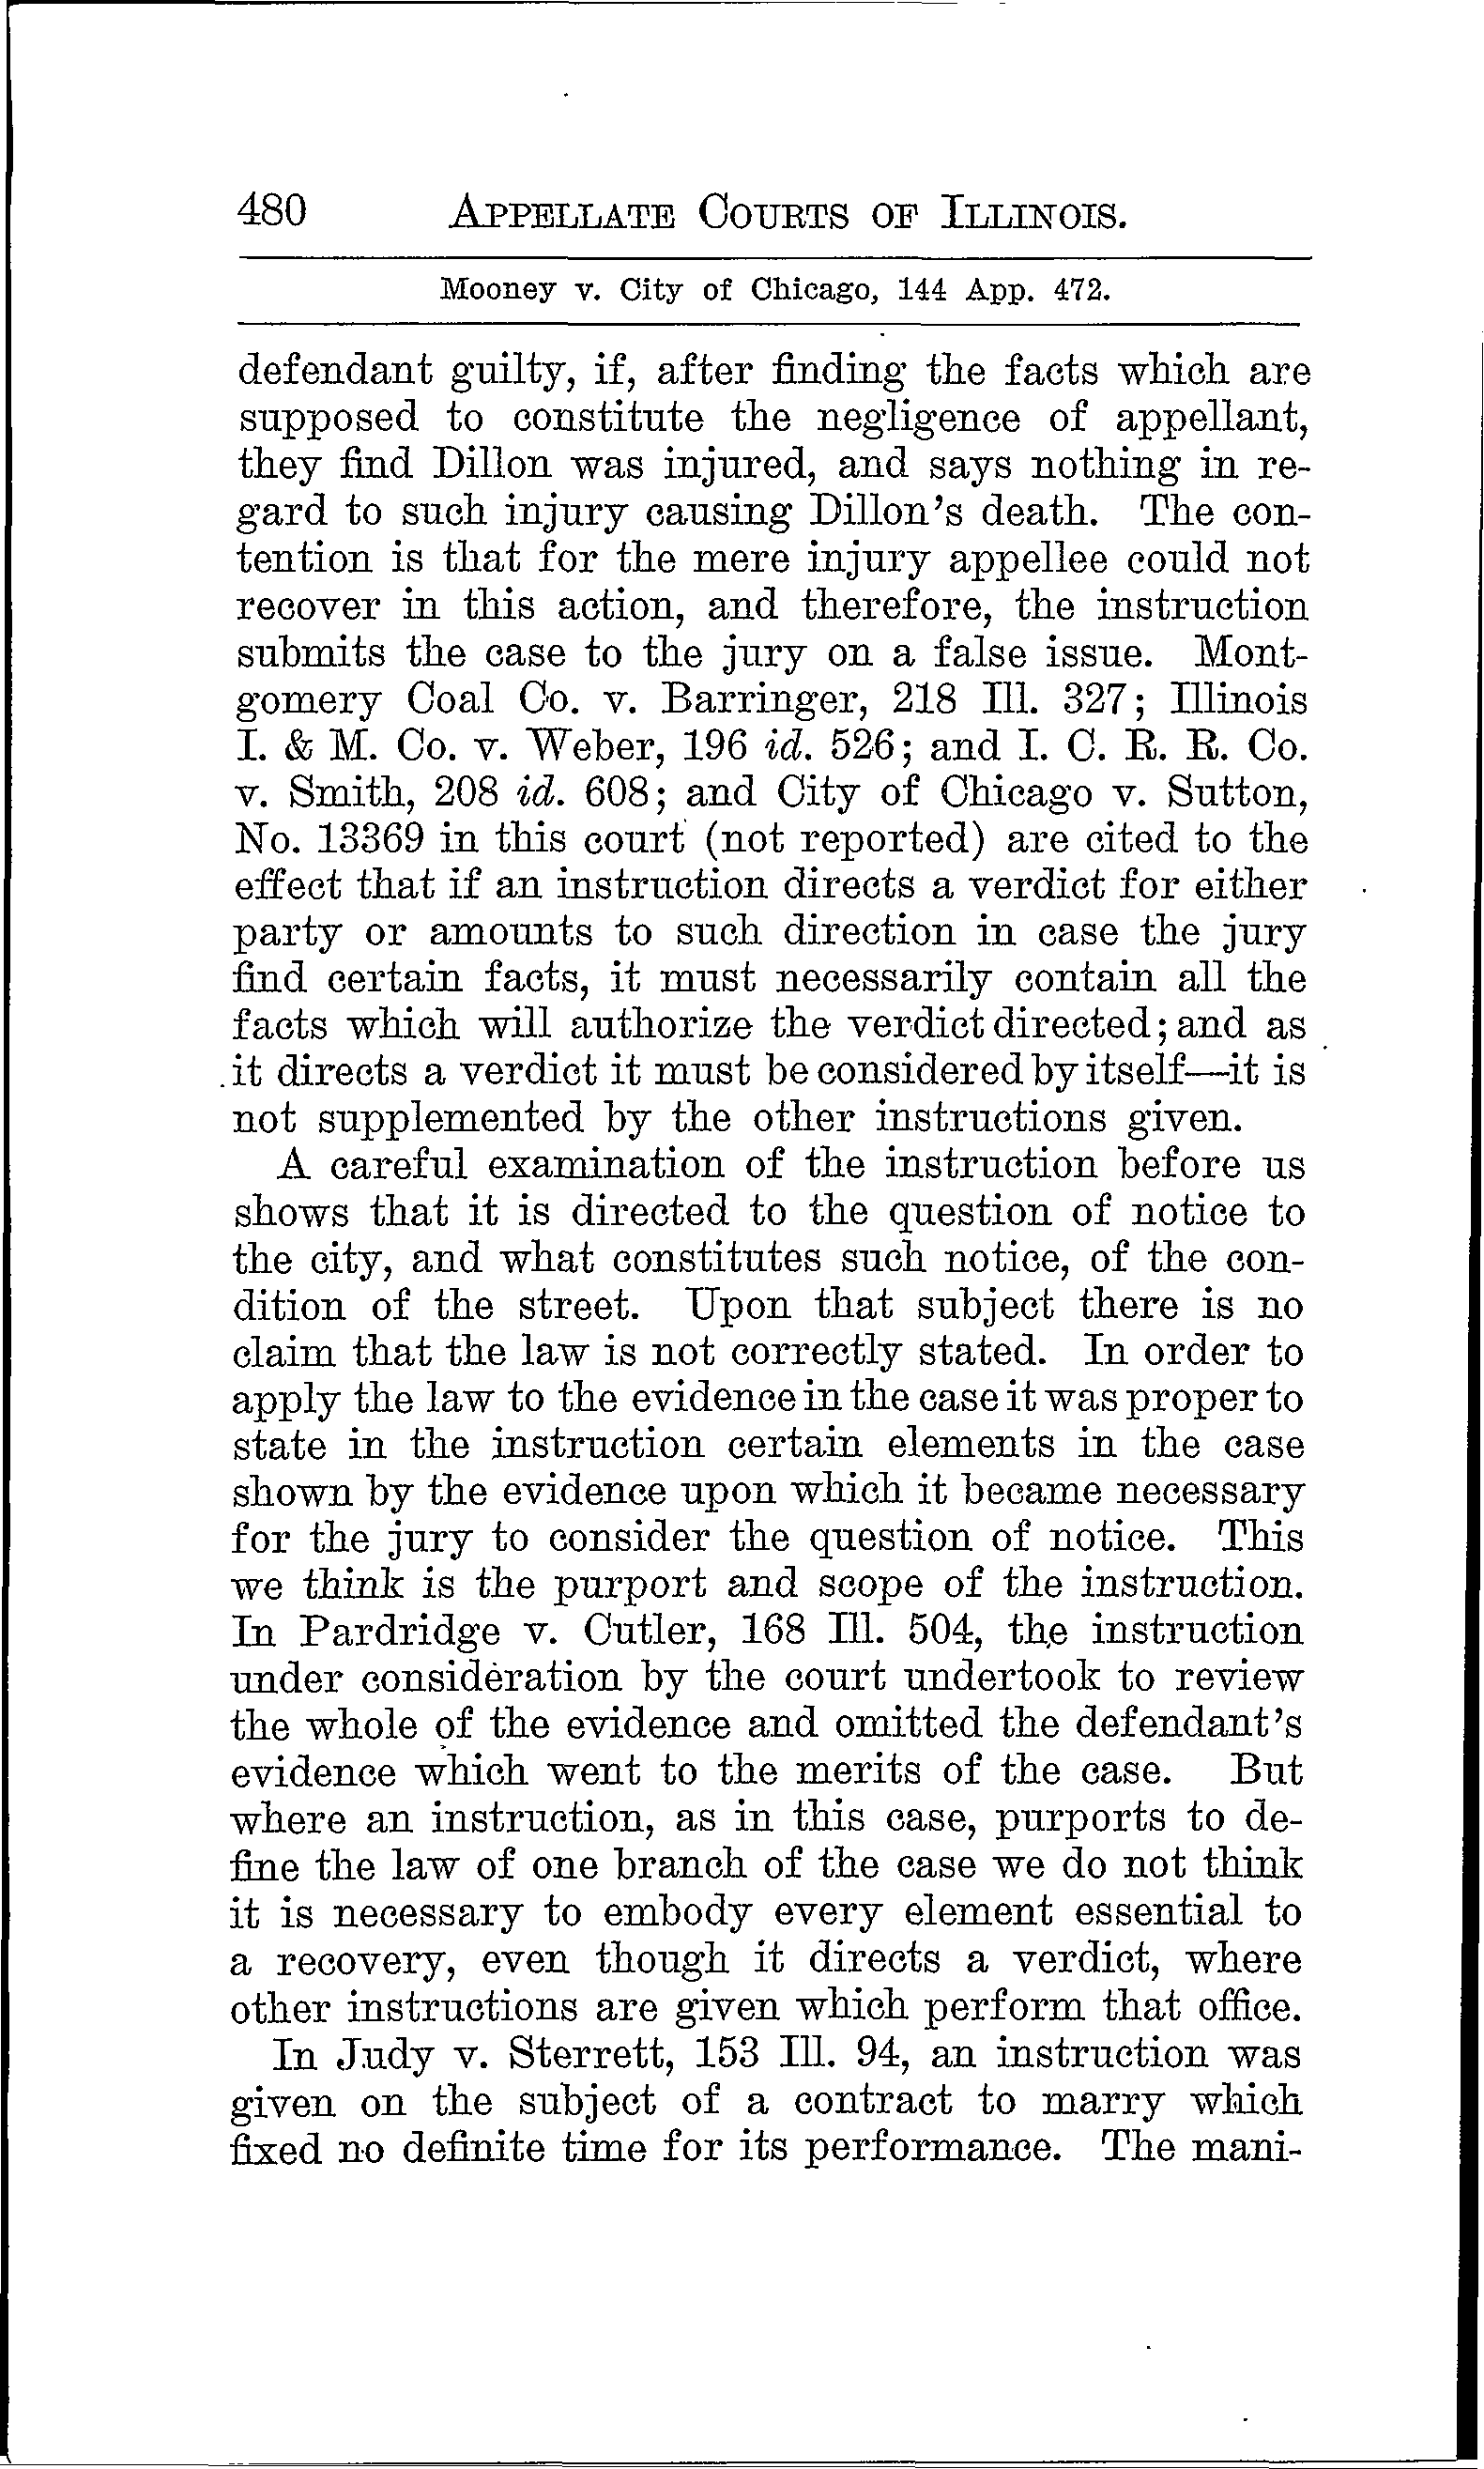 480 APPELLATE COURTS OF ILLINOIS.
Mooney v. City of Chicago, 144 App. 472.
defendant guilty, if, after finding the facts which are
supposed to constitute the negligence of appellant,
they find Dillon was injured, and says nothing in re-
gard to such injury causing Dillon's death. The con-
tention is that for the mere injury appellee could not
recover in this action, and therefore, the instruction
submits the case to the jury on a false issue. Mont-
gomery Coal Co. v. Barringer, 218 Ill. 327; Illinois
I. & M. Co. v. Weber, 196 id. 526; and I. C. R. R. Co.
v. Smith, 208 id. 608; and City of Chicago v. Sutton,
No. 13369 in this court (not reported) are cited to the
effect that if an instruction directs a verdict for either
party or amounts to such direction in case the jury
find certain facts, it must necessarily contain all the
facts which will authorize the verdict directed; and as
it directs a verdict it must be considered by itself—it is
not supplemented by the other instructions given.
A careful examination of the instruction before us
shows that it is directed to the question of notice to
the city, and what constitutes such notice, of the con-
dition of the street. Upon that subject there is no
claim that the law is not correctly stated. In order to
apply the law to the evidence in the case it was proper to
state in the instruction certain elements in the case
shown by the evidence upon which it became necessary
for the jury to consider the question of notice. This
we think is the purport and scope of the instruction.
In Pardridge v. Cutler, 168 Ill. 504, the instruction
under consideration by the court undertook to review
the whole of the evidence and omitted the defendant's
evidence which went to the merits of the case. But
where an instruction, as in this case, purports to de-
fine the law of one branch of the case we do not think
it is necessary to embody every element essential to
a recovery, even though it directs a verdict, where
other instructions are given which perform that office.
In Judy v. Sterrett, 153 Ill. 94, an instruction was
given on the subject of a contract to marry which
fixed no definite time for its performance. The mani-